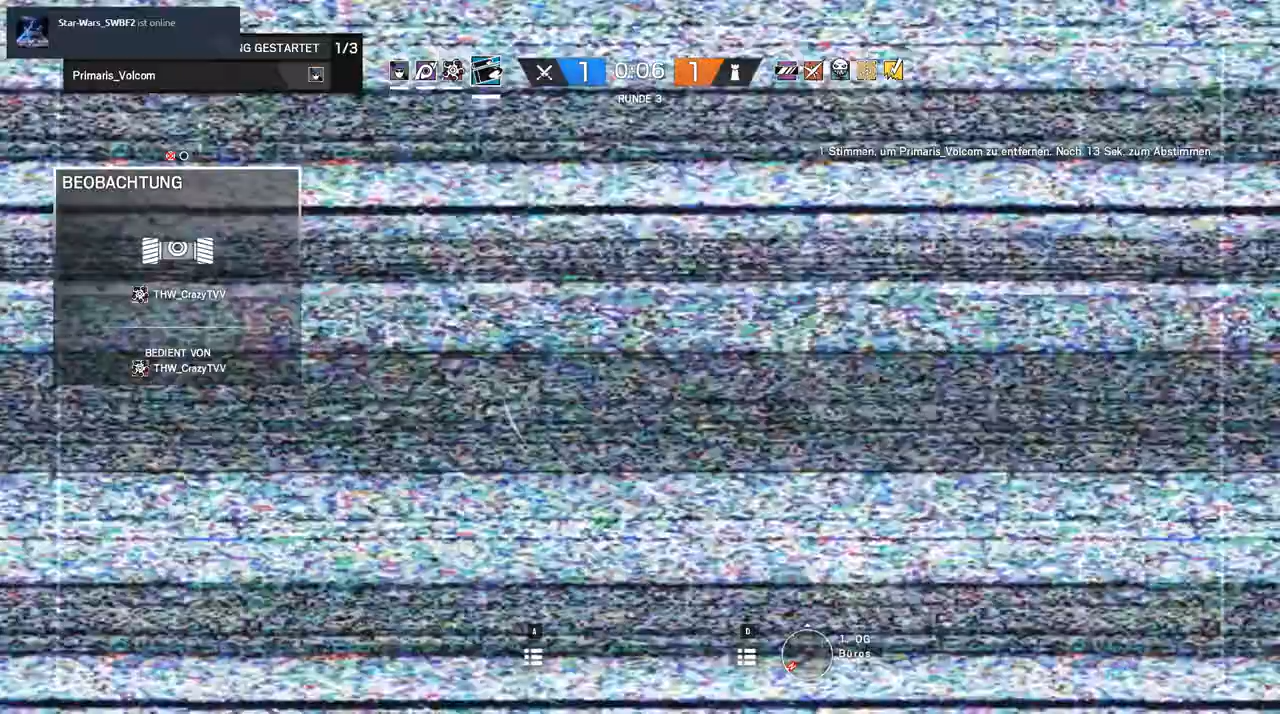 Star-Wars_SWBF2 ist online
NG GESTARTET 1/3
Primaris_Volcom
1 0:06 1
RUNDE 3
1 Stimmen, um Primaris_Volcom zu entfernen. Noch 13 Sek. zum Abstimmen
BEOBACHTUNG
THW_CrazyTVV
BEDIENT VON
THW_CrazyTVV
A
D
1. OG
Büros